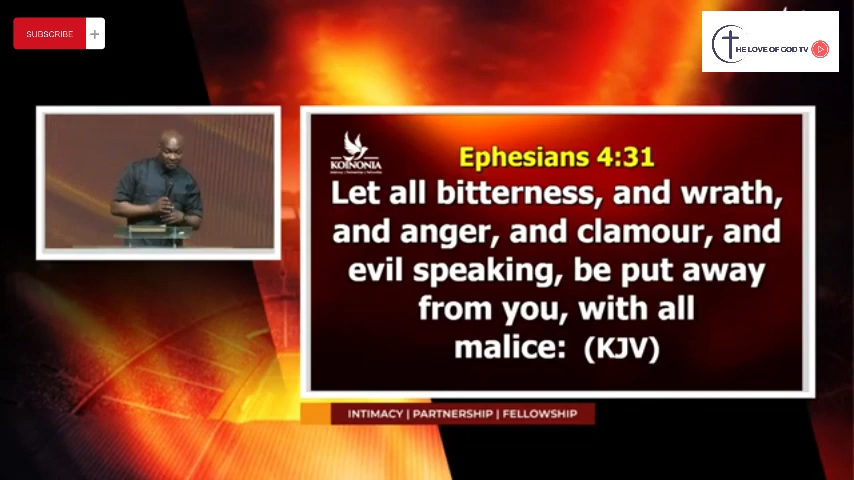 SUBSCRIBE +
THE LOVE OF GOD TV
KOINONIA
Ephesians 4:31
Let all bitterness, and wrath,
and anger, and clamour, and
evil speaking, be put away
from you, with all
malice: (KJV)
INTIMACY | PARTNERSHIP | FELLOWSHIP